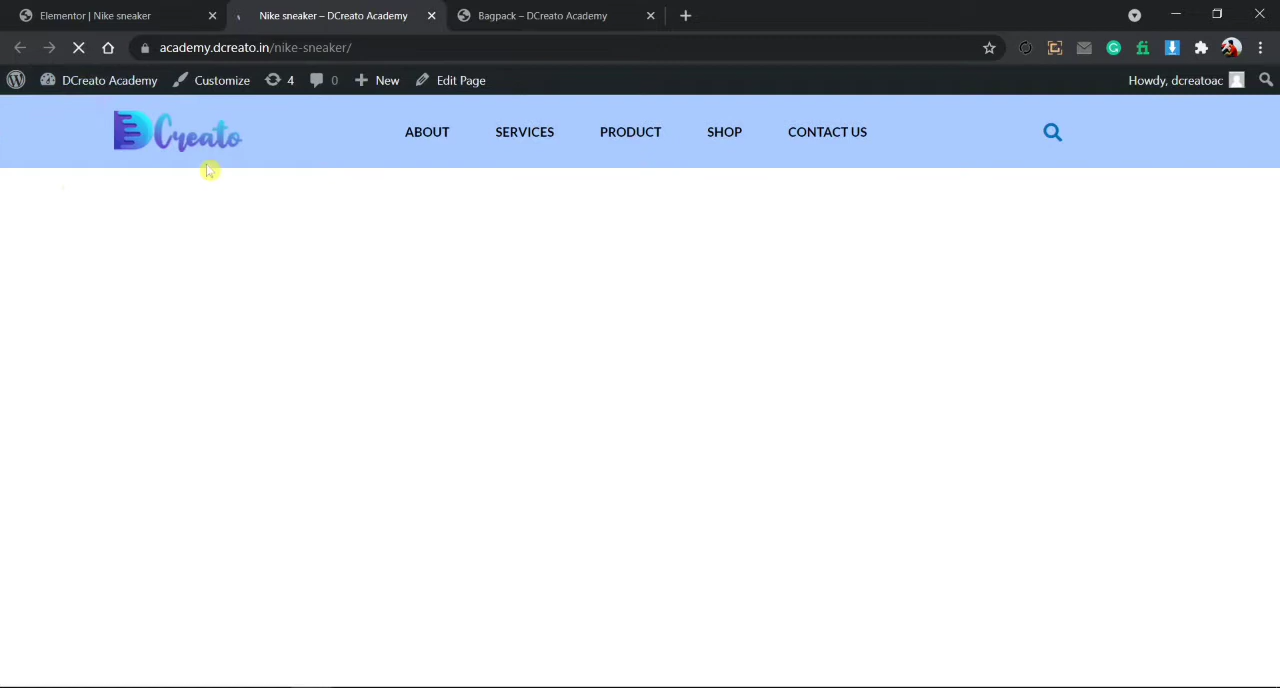 Elementor | Nike sneaker
Nike sneaker – DCreato Academy
Bagpack – DCreato Academy
academy.dcreato.in/nike-sneaker/
DCreato Academy Customize 4 0 New Edit Page Howdy, dcreatoac
DCreato ABOUT SERVICES PRODUCT SHOP CONTACT US